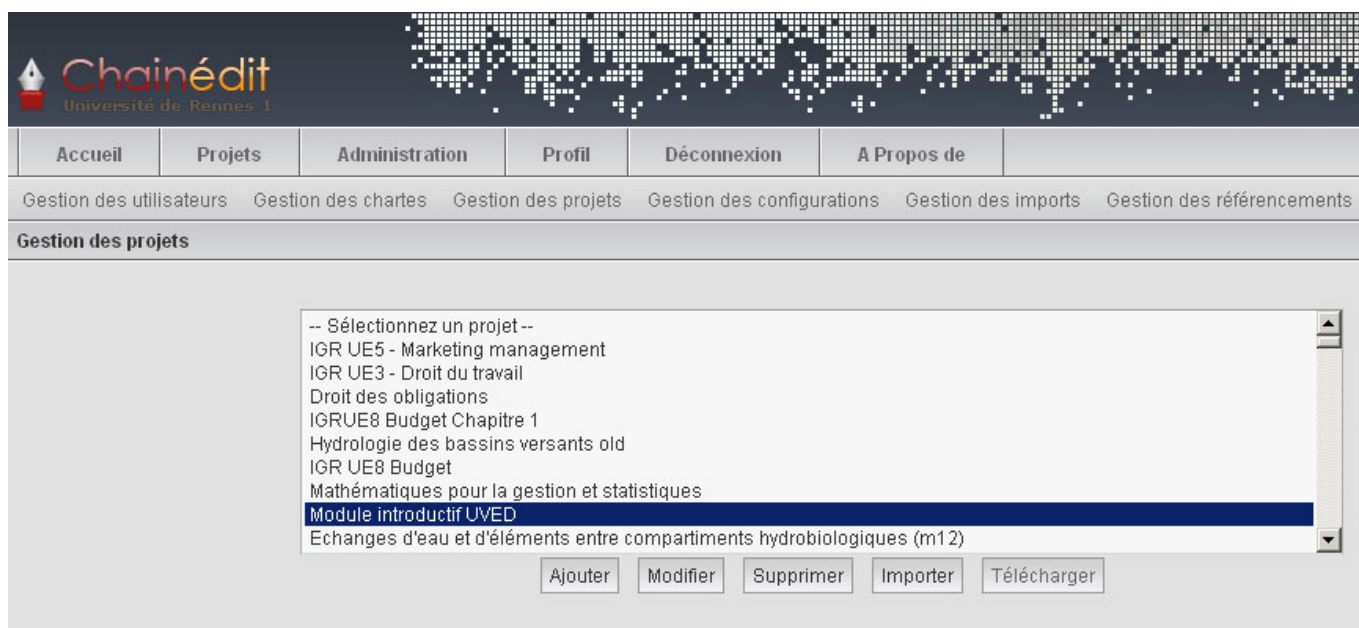 Chainédit
Université de Rennes 1
Accueil Projets Administration Profil Déconnexion A Propos de
Gestion des utilisateurs Gestion des chartes Gestion des projets Gestion des configurations Gestion des imports Gestion des référencements
Gestion des projets
-- Sélectionnez un projet --
IGR UE5 - Marketing management
IGR UE3 - Droit du travail
Droit des obligations
IGRUE8 Budget Chapitre 1
Hydrologie des bassins versants old
IGR UE8 Budget
Mathématiques pour la gestion et statistiques
Module introductif UVED
Echanges d'eau et d'éléments entre compartiments hydrobiologiques (m12)
Ajouter Modifier Supprimer Importer Télécharger